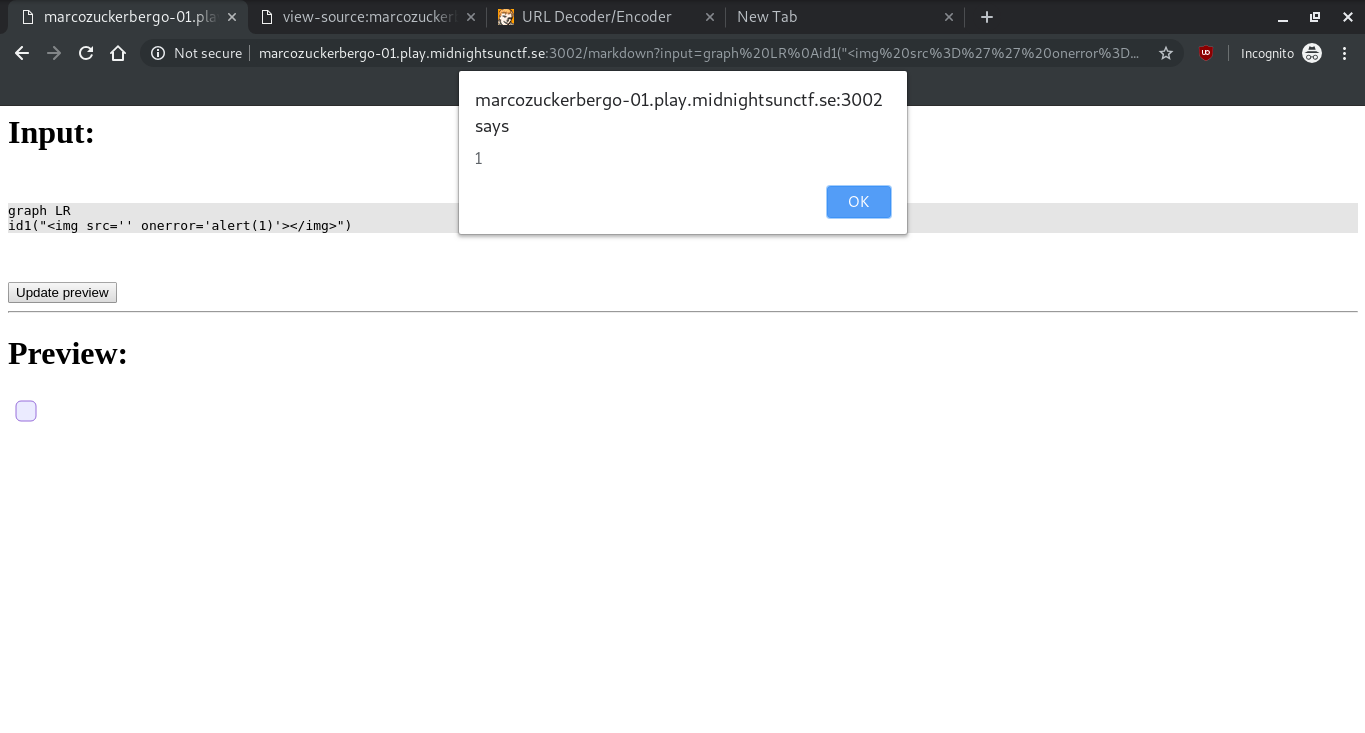 marcozuckerbergo-01.pla
view-source:marcozucker
URL Decoder/Encoder
New Tab
Not secure
marcozuckerbergo-01.play.midnightsunctf.se:3002/markdown?input=graph%20LR%0Aid1("<img%20src%3D%27%27%20onerror%3D...
Incognito
marcozuckerbergo-01.play.midnightsunctf.se:3002
says
1
OK
Input:
graph LR
id1("<img src='' onerror='alert(1)'></img>")
Update preview
Preview: